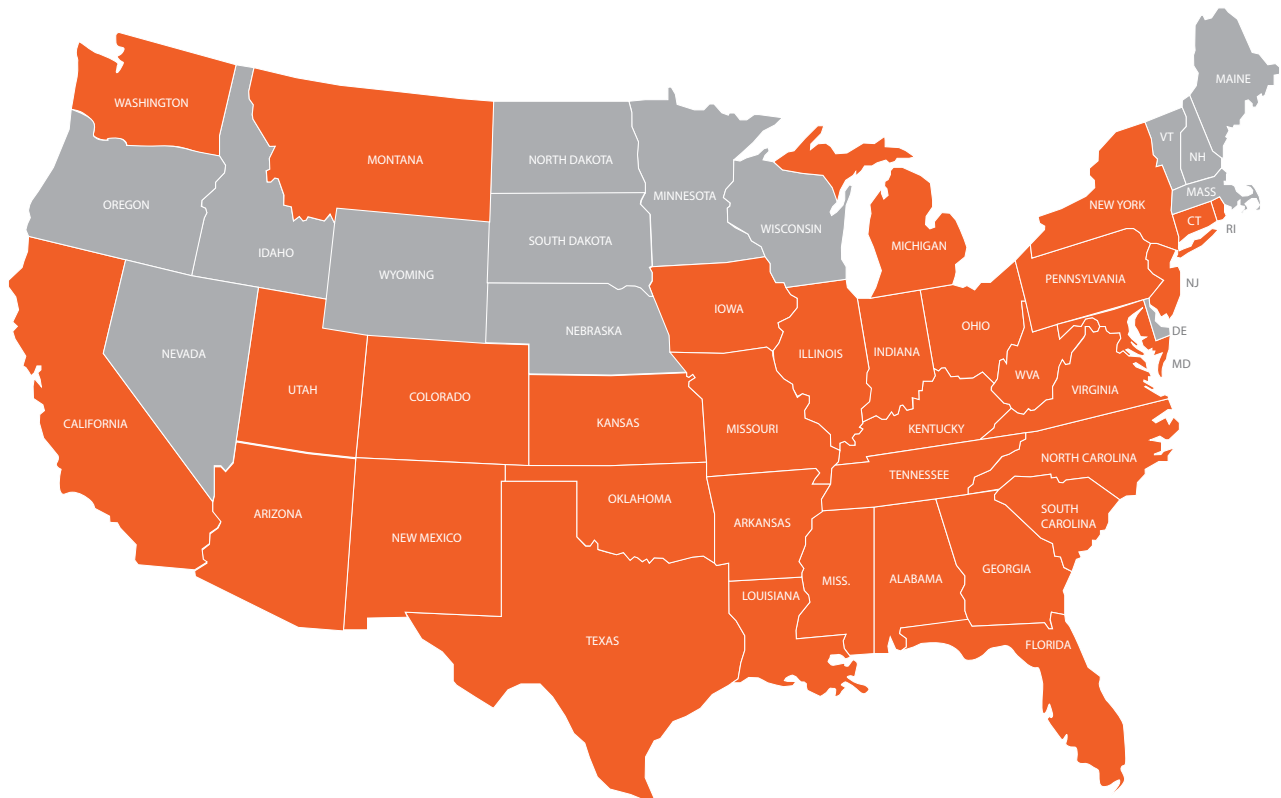 MAINE
WASHINGTON
VT
MONTANA
NORTH DAKOTA
NH
MINNESOTA
MASS
OREGON
NEW YORK
CT
WISCONSIN
RI
SOUTH DAKOTA
MICHIGAN
IDAHO
WYOMING
PENNSYLVANIA
NJ
IOWA
OHIO
NEBRASKA
DE
NEVADA
ILLINOIS
INDIANA
MD
WVA
UTAH
VIRGINIA
COLORADO
CALIFORNIA
KANSAS
MISSOURI
KENTUCKY
NORTH CAROLINA
TENNESSEE
OKLAHOMA
ARIZONA
SOUTH
CAROLINA
ARKANSAS
NEW MEXICO
GEORGIA
MISS.
ALABAMA
LOUISIANA
TEXAS
FLORIDA